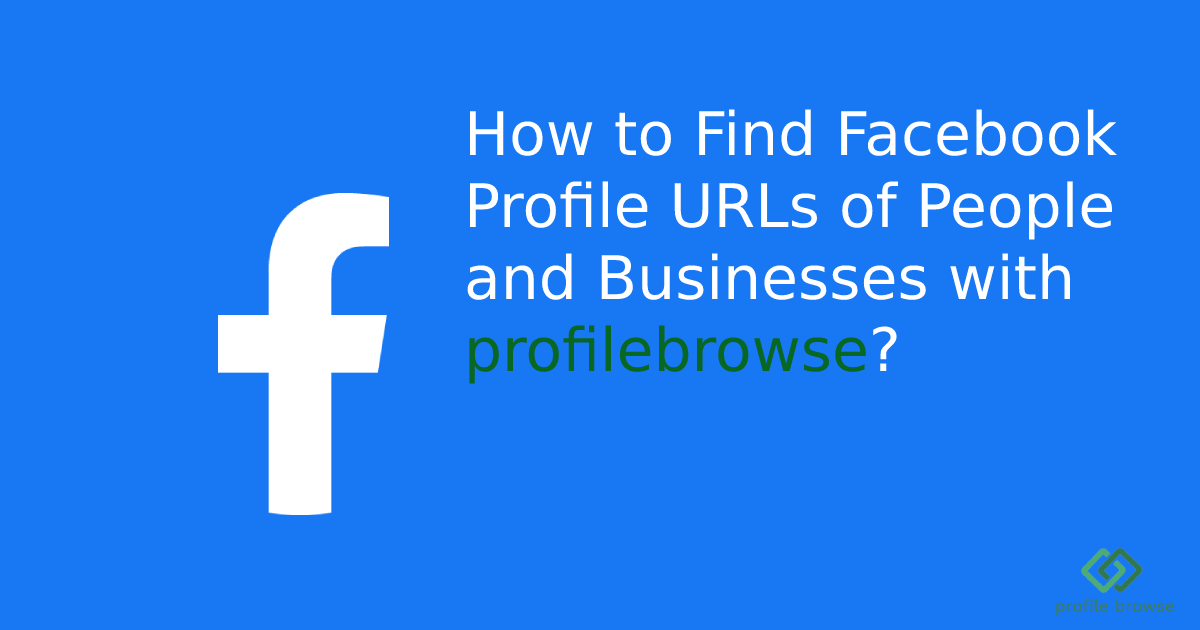 How to Find Facebook
Profile URLs of People
and Businesses with
profilebrowse?
profile browse